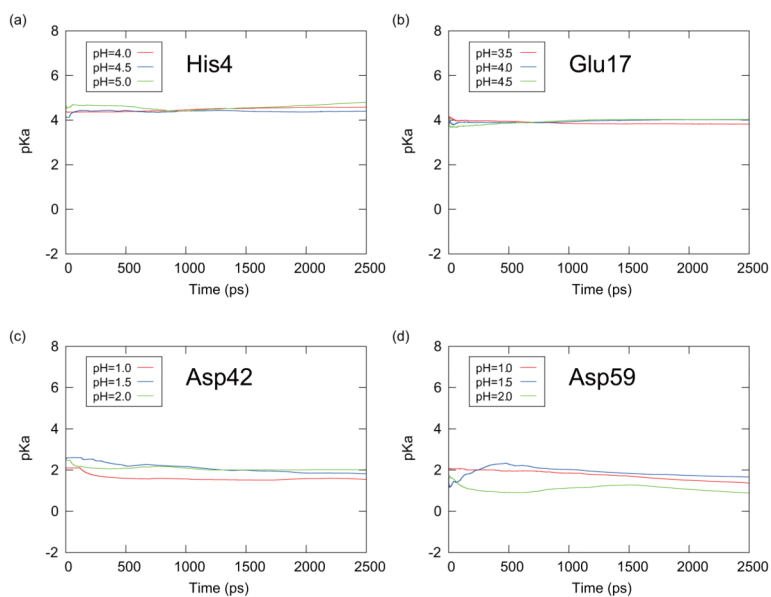 (a)
8
6
4
2
0
-2
pKa
pH=4.0
pH=4.5
pH=5.0
His4
0 500 1000 1500 2000 2500
Time (ps)
(b)
8
6
4
2
0
-2
pKa
pH=3.5
pH=4.0
pH=4.5
Glu17
0 500 1000 1500 2000 2500
Time (ps)
(c)
8
6
4
2
0
-2
pKa
pH=1.0
pH=1.5
pH=2.0
Asp42
0 500 1000 1500 2000 2500
Time (ps)
(d)
8
6
4
2
0
-2
pKa
pH=1.0
pH=1.5
pH=2.0
Asp59
0 500 1000 1500 2000 2500
Time (ps)